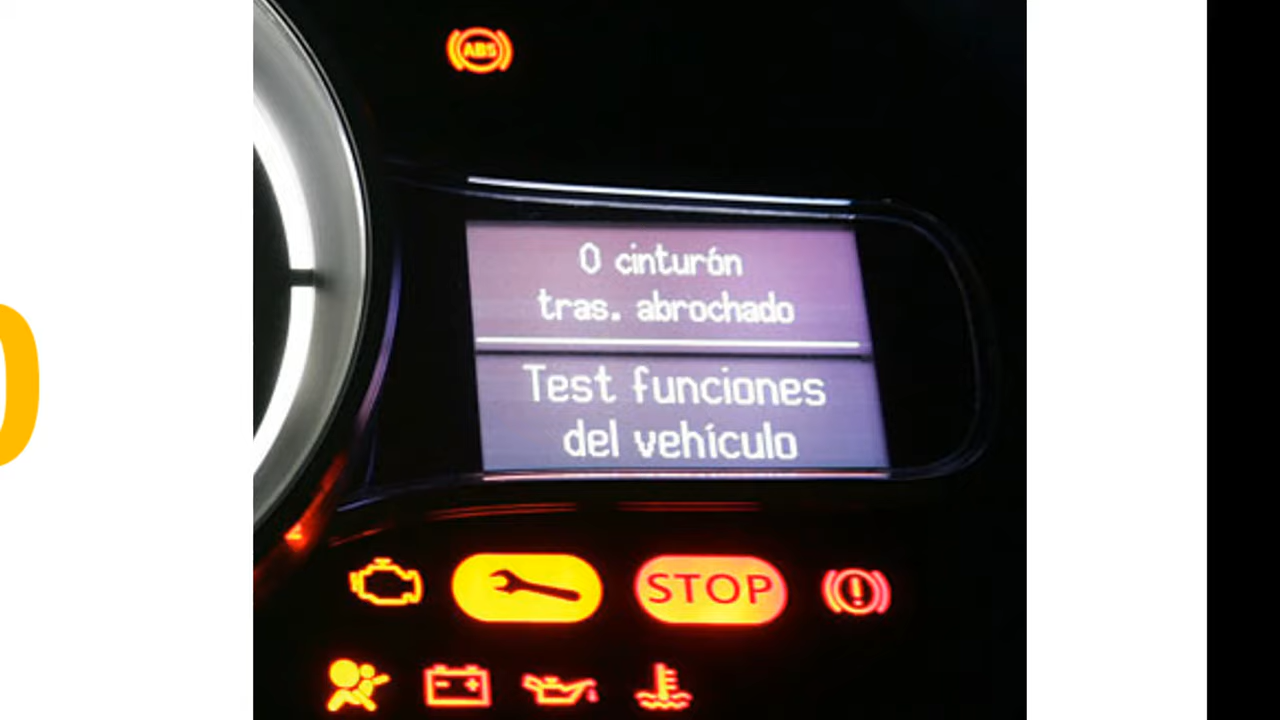 ABS
0 cinturón
tras. abrochado
Test funciones
del vehículo
STOP